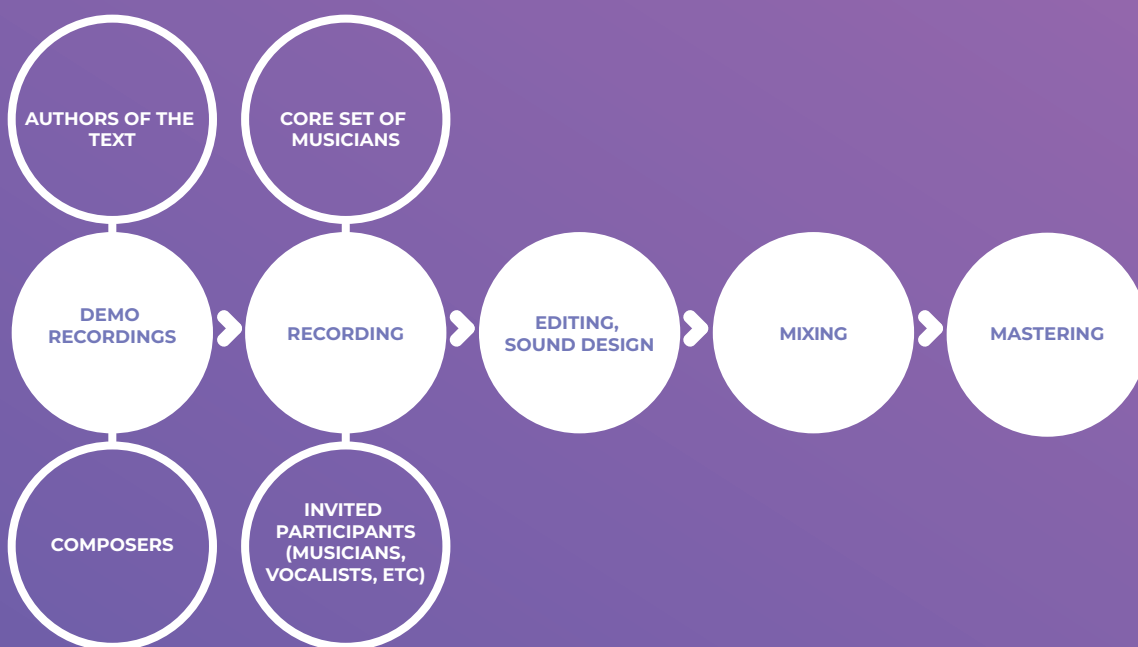 AUTHORS OF THE
TEXT
CORE SET OF
MUSICIANS
DEMO
RECORDINGS
RECORDING
EDITING,
SOUND DESIGN
MIXING
MASTERING
COMPOSERS
INVITED
PARTICIPANTS
(MUSICIANS,
VOCALISTS, ETC)